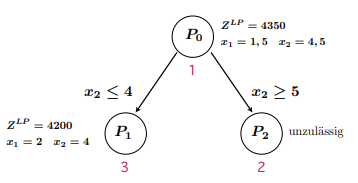 P₀
Z^{LP} = 4350
x₁ = 1,5 x₂ = 4,5
1
x₂ ≤ 4
x₂ ≥ 5
Z^{LP} = 4200
x₁ = 2 x₂ = 4
P₁
P₂
unzulässig
3
2